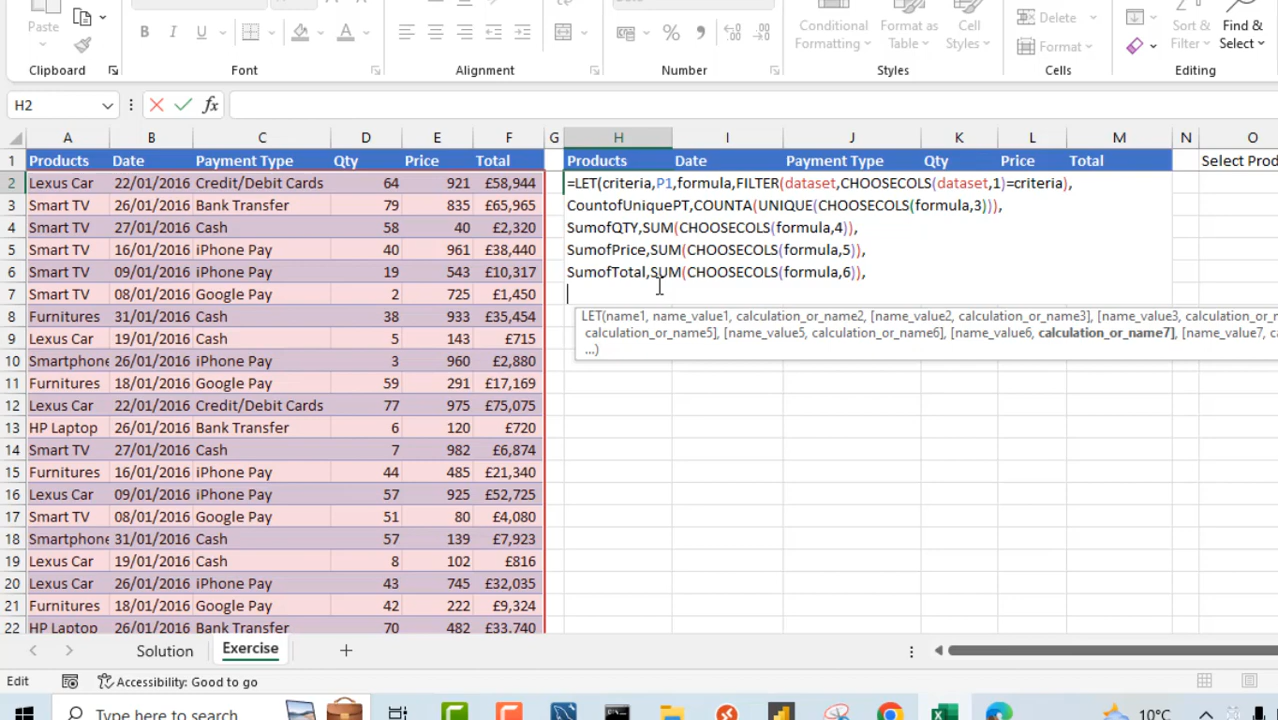 Paste
B I U
A
%
Conditional Formatting
Format as Table
Cell Styles
Delete
Format
Sort & Filter
Find & Select
Clipboard Font Alignment Number Styles Cells Editing
H2 fx
A B C D E F G H I J K L M N O
1 Products Date Payment Type Qty Price Total Products Date Payment Type Qty Price Total Select Prod
2 Lexus Car 22/01/2016 Credit/Debit Cards 64 921 £58,944 =LET(criteria,P1,formula,FILTER(dataset,CHOOSECOLS(dataset,1)=criteria),
3 Smart TV 26/01/2016 Bank Transfer 79 835 £65,965 CountofUniquePT,COUNTA(UNIQUE(CHOOSECOLS(formula,3))),
4 Smart TV 27/01/2016 Cash 58 40 £2,320 SumofQTY,SUM(CHOOSECOLS(formula,4)),
5 Smart TV 16/01/2016 iPhone Pay 40 961 £38,440 SumofPrice,SUM(CHOOSECOLS(formula,5)),
6 Smart TV 09/01/2016 iPhone Pay 19 543 £10,317 SumofTotal,SUM(CHOOSECOLS(formula,6)),
7 Smart TV 08/01/2016 Google Pay 2 725 £1,450
8 Furnitures 31/01/2016 Cash 38 933 £35,454 LET(name1, name_value1, calculation_or_name2, [name_value2, calculation_or_name3], [name_value3, calculation
9 Lexus Car 19/01/2016 Cash 5 143 £715 calculation_or_name5], [name_value5, calculation_or_name6], [name_value6, calculation_or_name7], [name_value7, ca
...)
10 Smartphone 26/01/2016 iPhone Pay 3 960 £2,880
11 Furnitures 18/01/2016 Google Pay 59 291 £17,169
12 Lexus Car 22/01/2016 Credit/Debit Cards 77 975 £75,075
13 HP Laptop 26/01/2016 Bank Transfer 6 120 £720
14 Smart TV 27/01/2016 Cash 7 982 £6,874
15 Furnitures 16/01/2016 iPhone Pay 44 485 £21,340
16 Lexus Car 09/01/2016 iPhone Pay 57 925 £52,725
17 Smart TV 08/01/2016 Google Pay 51 80 £4,080
18 Smartphone 31/01/2016 Cash 57 139 £7,923
19 Lexus Car 19/01/2016 Cash 8 102 £816
20 Lexus Car 26/01/2016 iPhone Pay 43 745 £32,035
21 Furnitures 18/01/2016 Google Pay 42 222 £9,324
22 HP Laptop 26/01/2016 Bank Transfer 70 482 £33,740
Solution Exercise
Edit Accessibility: Good to go
Type here to search 10°C